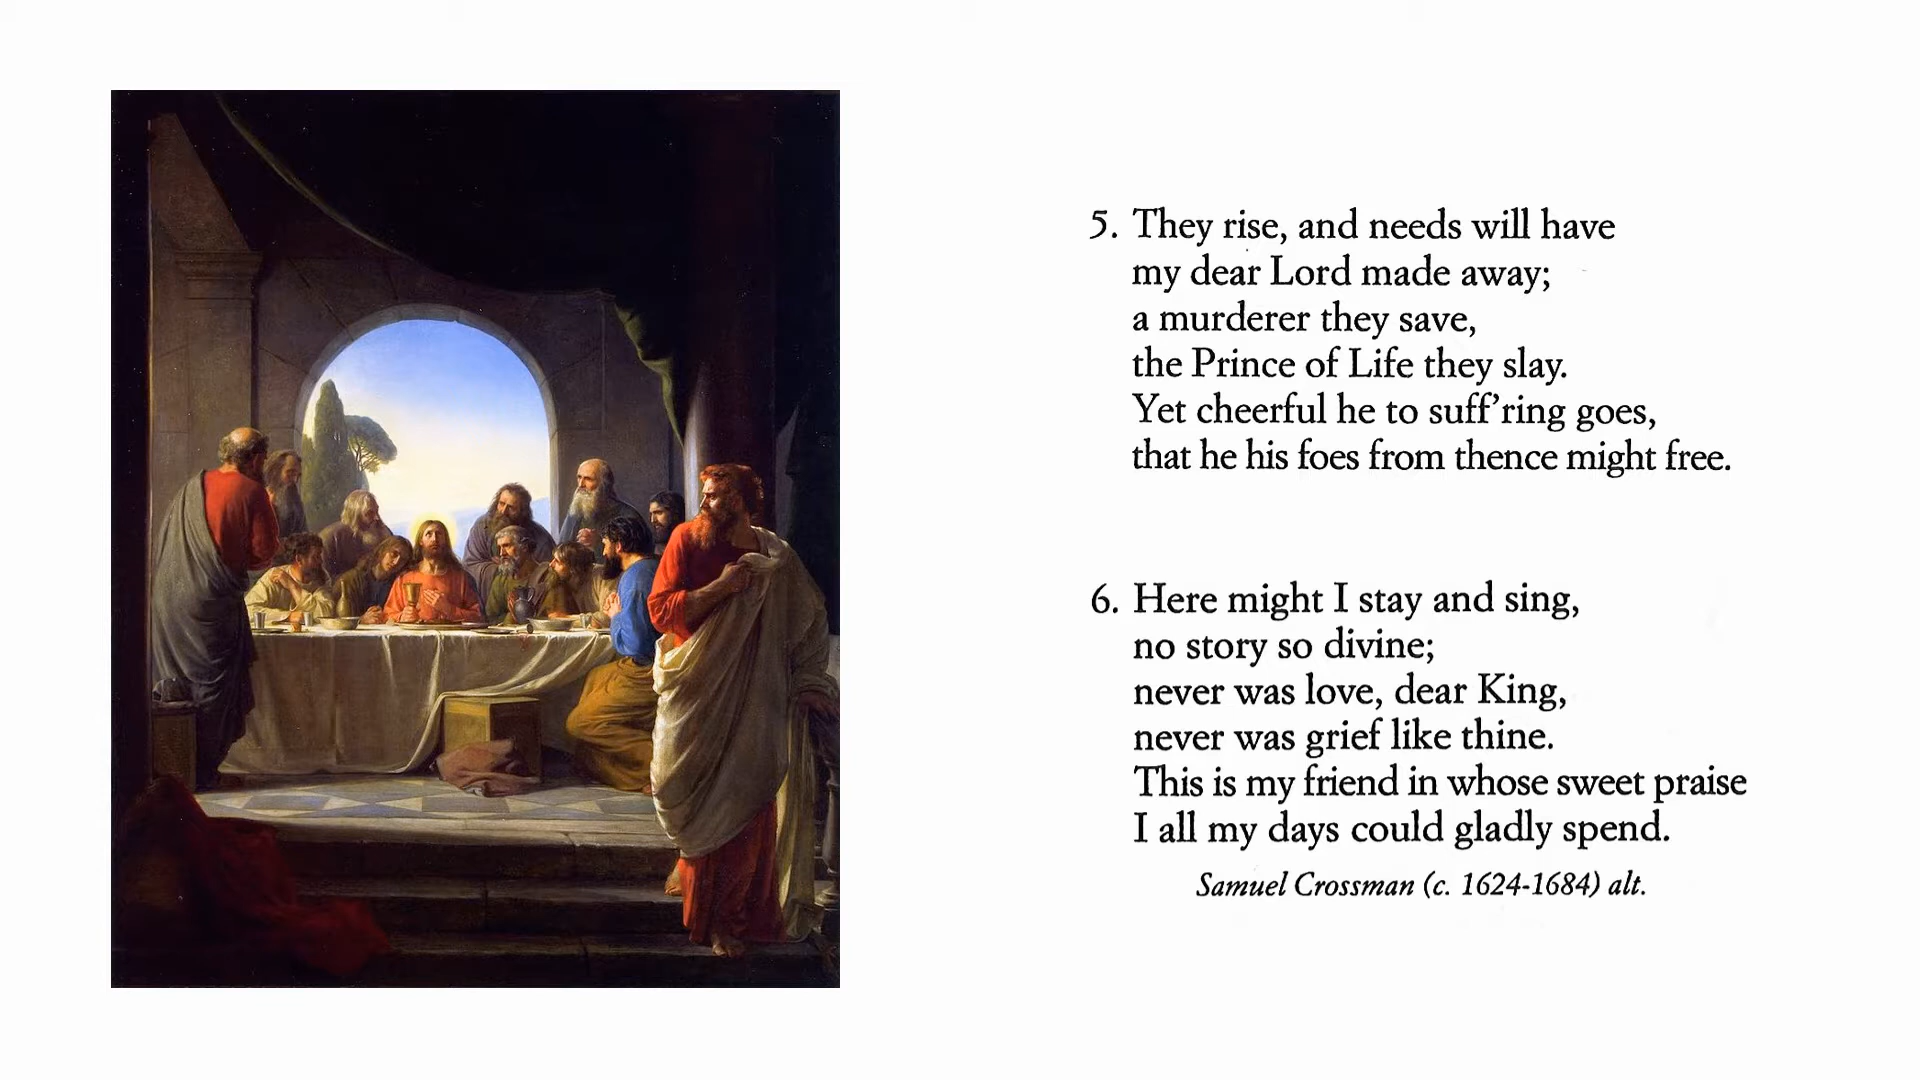 5. They rise, and needs will have
my dear Lord made away;
a murderer they save,
the Prince of Life they slay.
Yet cheerful he to suff’ring goes,
that he his foes from thence might free.
6. Here might I stay and sing,
no story so divine;
never was love, dear King,
never was grief like thine.
This is my friend in whose sweet praise
I all my days could gladly spend.
Samuel Crossman (c. 1624-1684) alt.